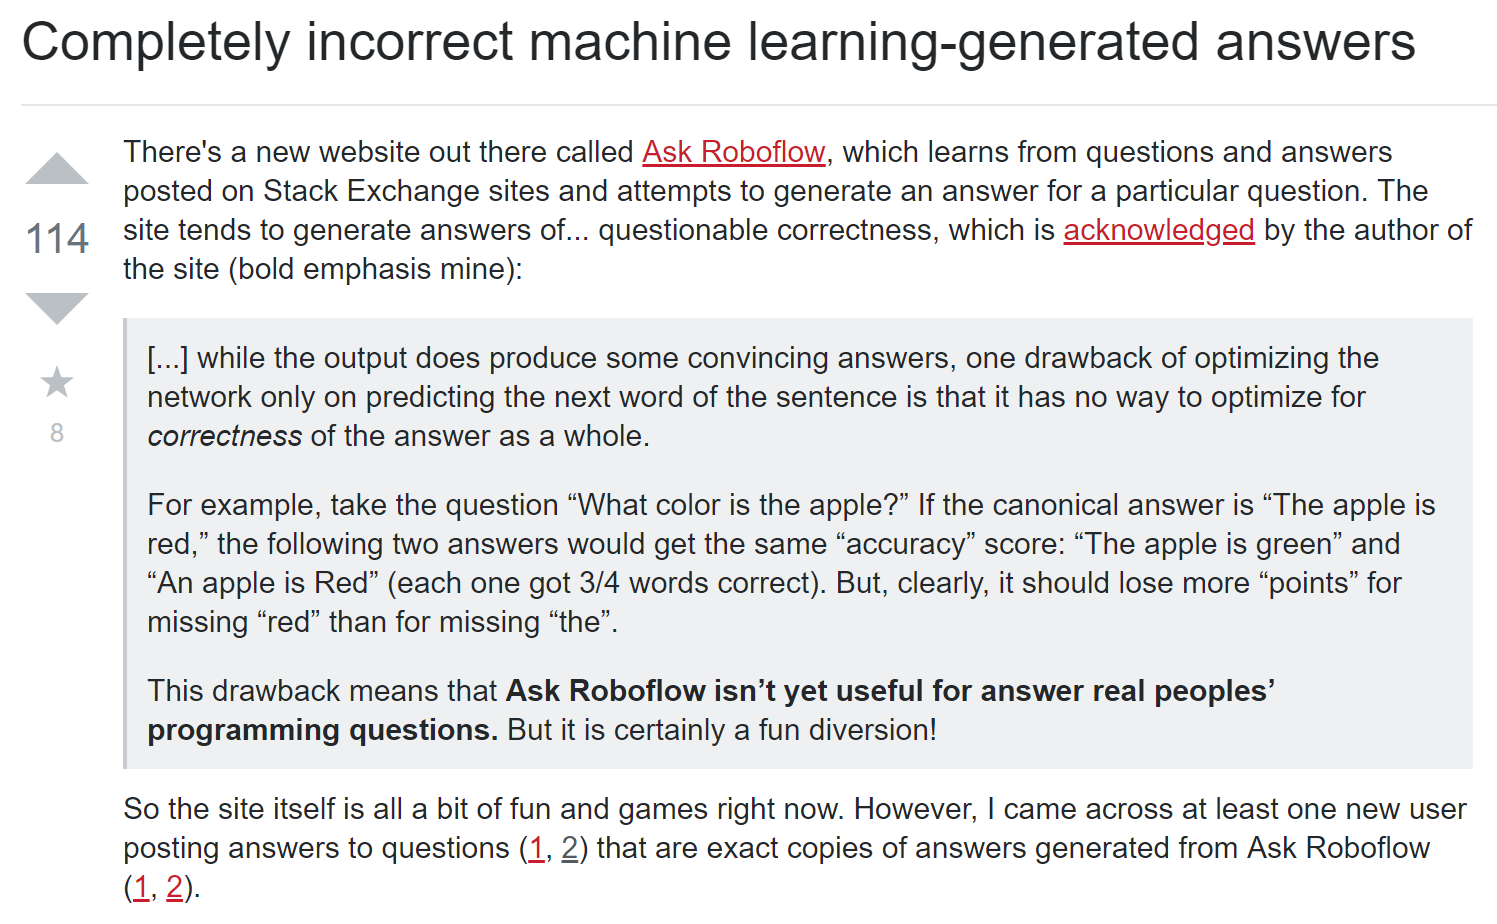 Completely incorrect machine learning-generated answers
There's a new website out there called Ask Roboflow, which learns from questions and answers
posted on Stack Exchange sites and attempts to generate an answer for a particular question. The
114
site tends to generate answers of... questionable correctness, which is acknowledged by the author of
the site (bold emphasis mine):
[...] while the output does produce some convincing answers, one drawback of optimizing the
network only on predicting the next word of the sentence is that it has no way to optimize for
8
correctness of the answer as a whole.
For example, take the question “What color is the apple?” If the canonical answer is “The apple is
red,” the following two answers would get the same “accuracy” score: “The apple is green” and
“An apple is Red” (each one got 3/4 words correct). But, clearly, it should lose more “points” for
missing “red” than for missing “the”.
This drawback means that Ask Roboflow isn’t yet useful for answer real peoples’
programming questions. But it is certainly a fun diversion!
So the site itself is all a bit of fun and games right now. However, I came across at least one new user
posting answers to questions (1, 2) that are exact copies of answers generated from Ask Roboflow
(1, 2).